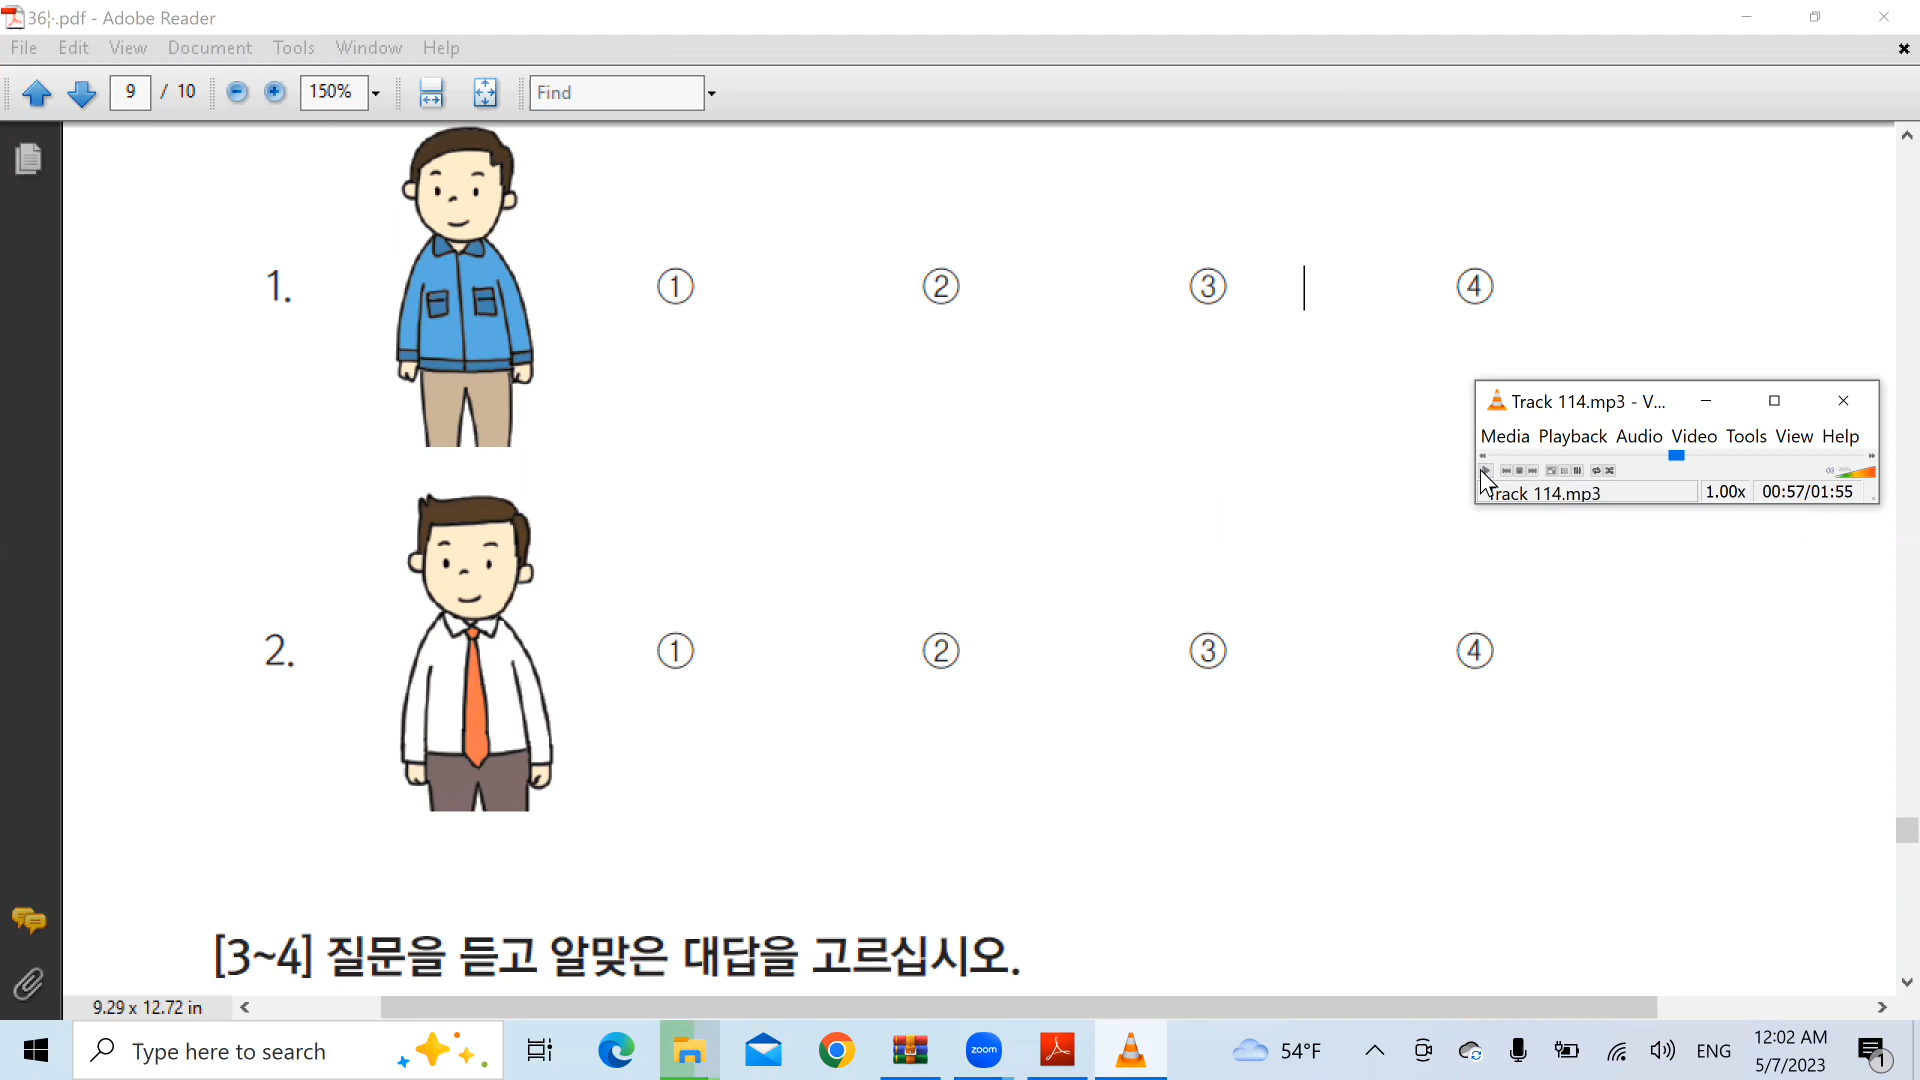 36¦·.pdf - Adobe Reader
File Edit View Document Tools Window Help
9 / 10 150% Find
1. ① ② ③ ④
Track 114.mp3 - V...
Media Playback Audio Video Tools View Help
Track 114.mp3 1.00x 00:57/01:55
2. ① ② ③ ④
[3~4] 질문을 듣고 알맞은 대답을 고르십시오.
9.29 x 12.72 in
Type here to search
zoom
54°F
ENG
12:02 AM
5/7/2023
1